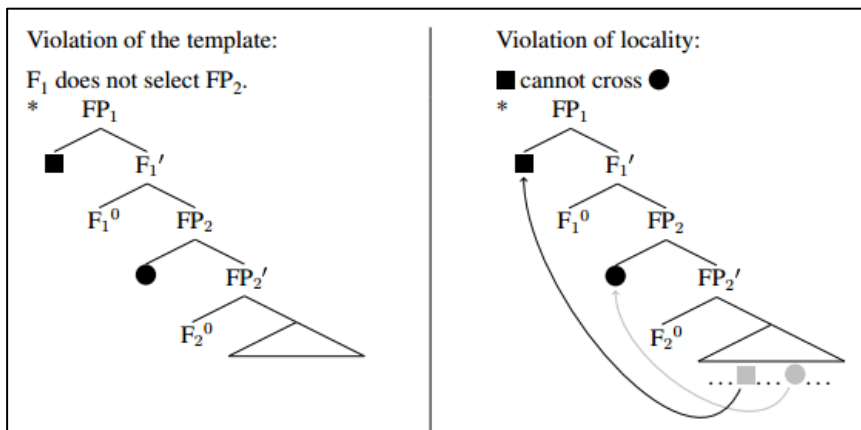 Violation of the template:
F₁ does not select FP₂.
*
FP₁
F₁′
F₁⁰
FP₂
FP₂′
F₂⁰
Violation of locality:
■ cannot cross ●
*
FP₁
F₁′
F₁⁰
FP₂
FP₂′
F₂⁰
...■...●...